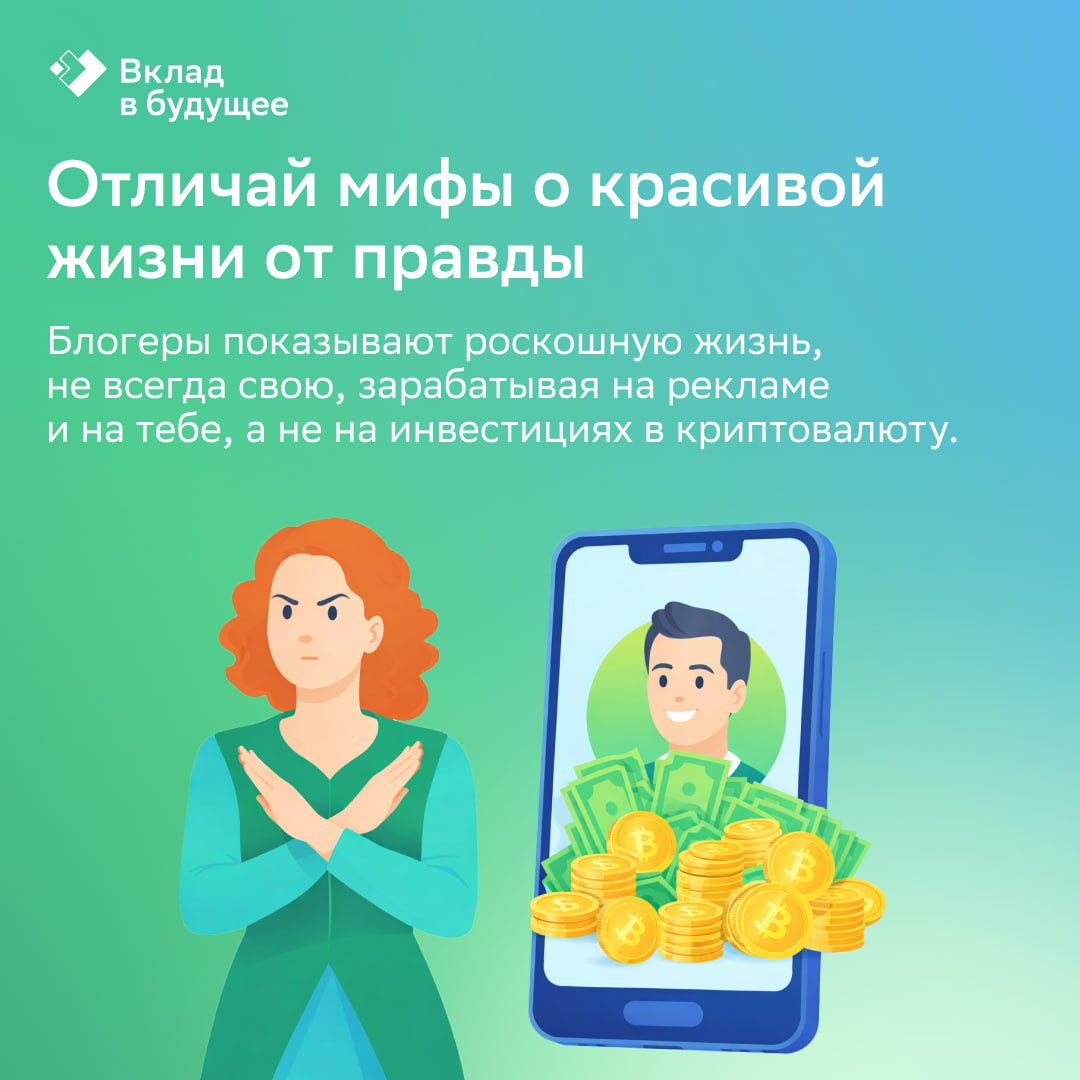 Вклад
в будущее
Отличай мифы о красивой
жизни от правды
Блогеры показывают роскошную жизнь,
не всегда свою, зарабатывая на рекламе
и на тебе, а не на инвестициях в криптовалюту.